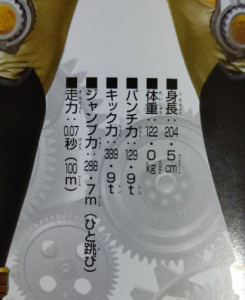 ■身長：204・5cm
■体重：122・0kg
■パンチ力：129・9t
■キック力：389・9t
■ジャンプ力：288・7m（ひと跳び）
■走力：0.07秒（100m）